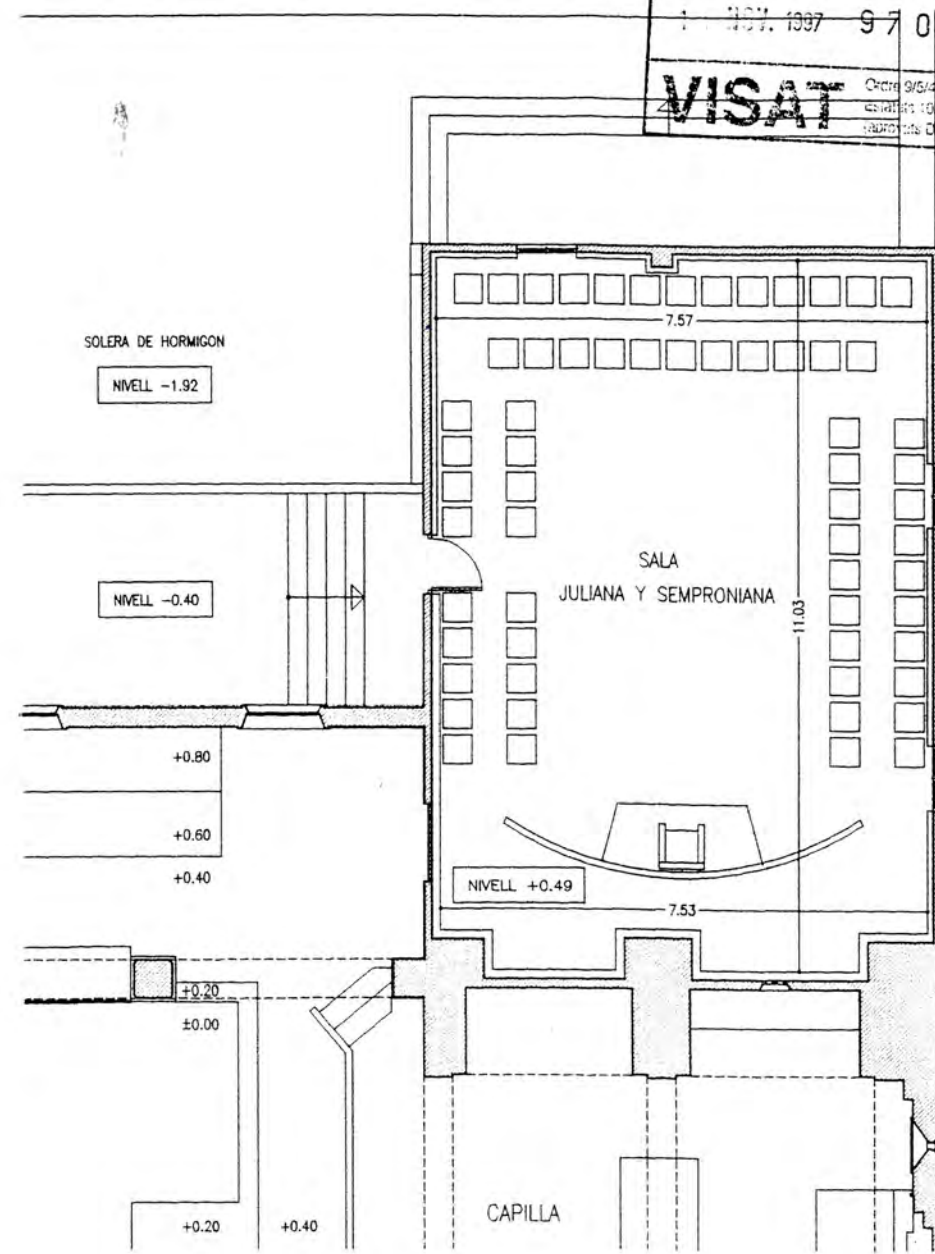 NOV. 1997 970
VISAT
SOLERA DE HORMIGON
NIVELL -1.92
7.57
NIVELL -0.40
SALA
JULIANA Y SEMPRONIANA
11.03
+0.80
+0.60
+0.40
NIVELL +0.49
7.53
+0.20
±0.00
CAPILLA
+0.20
+0.40